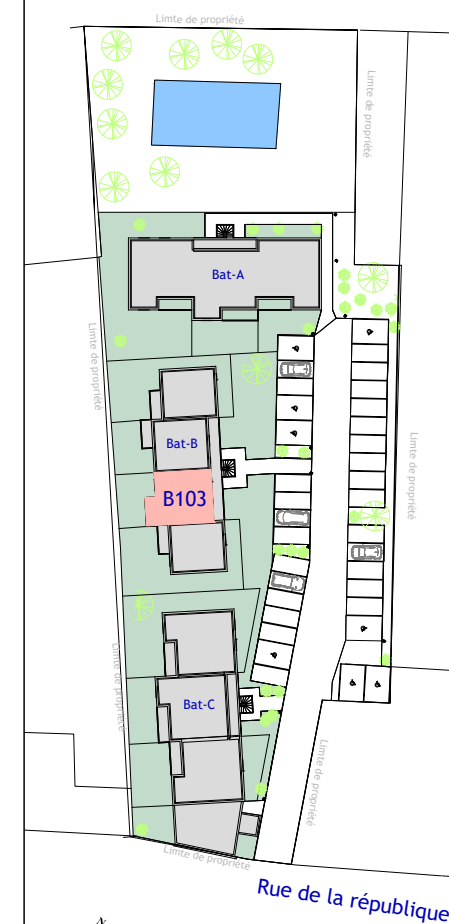 Limte de propriété
Limte de propriété
Bat-A
Limte de propriété
Bat-B
Limte de propriété
B103
Limte de propriété
Bat-C
Limte de propriété
Limte de propriété
Rue de la république
N